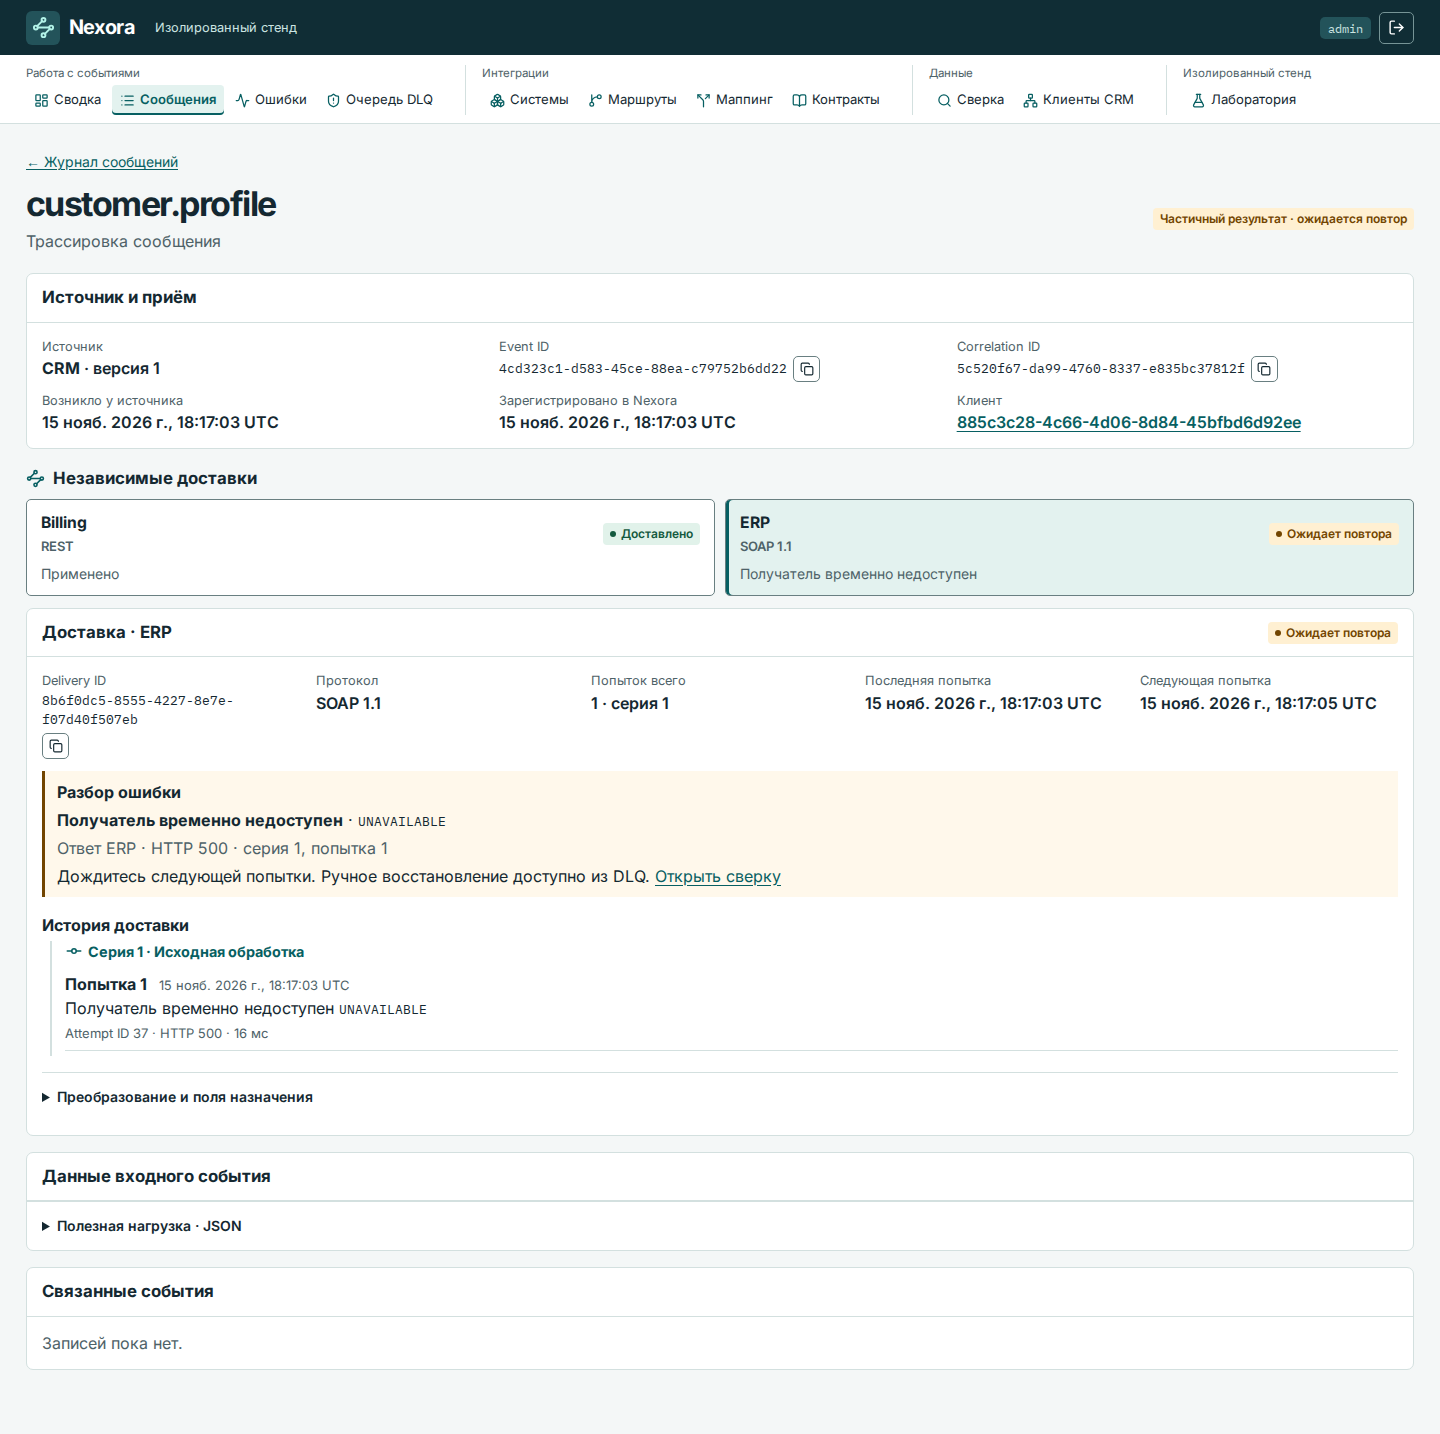 Nexora
Изолированный стенд
admin
Работа с событиями
Сводка
Сообщения
Ошибки
Очередь DLQ
Интеграции
Системы
Маршруты
Маппинг
Контракты
Данные
Сверка
Клиенты CRM
Изолированный стенд
Лаборатория
← Журнал сообщений
customer.profile
Трассировка сообщения
Частичный результат · ожидается повтор
Источник и приём
Источник
CRM · версия 1
Event ID
4cd323c1-d583-45ce-88ea-c79752b6dd22
Correlation ID
5c520f67-da99-4760-8337-e835bc37812f
Возникло у источника
15 нояб. 2026 г., 18:17:03 UTC
Зарегистрировано в Nexora
15 нояб. 2026 г., 18:17:03 UTC
Клиент
885c3c28-4c66-4d06-8d84-45bfbd6d92ee
Независимые доставки
Billing
REST
Доставлено
Применено
ERP
SOAP 1.1
Ожидает повтора
Получатель временно недоступен
Доставка · ERP
Ожидает повтора
Delivery ID
8b6f0dc5-8555-4227-8e7e-
f07d40f507eb
Протокол
SOAP 1.1
Попыток всего
1 · серия 1
Последняя попытка
15 нояб. 2026 г., 18:17:03 UTC
Следующая попытка
15 нояб. 2026 г., 18:17:05 UTC
Разбор ошибки
Получатель временно недоступен · UNAVAILABLE
Ответ ERP · HTTP 500 · серия 1, попытка 1
Дождитесь следующей попытки. Ручное восстановление доступно из DLQ. Открыть сверку
История доставки
Серия 1 · Исходная обработка
Попытка 1 15 нояб. 2026 г., 18:17:03 UTC
Получатель временно недоступен UNAVAILABLE
Attempt ID 37 · HTTP 500 · 16 мс
Преобразование и поля назначения
Данные входного события
Полезная нагрузка · JSON
Связанные события
Записей пока нет.